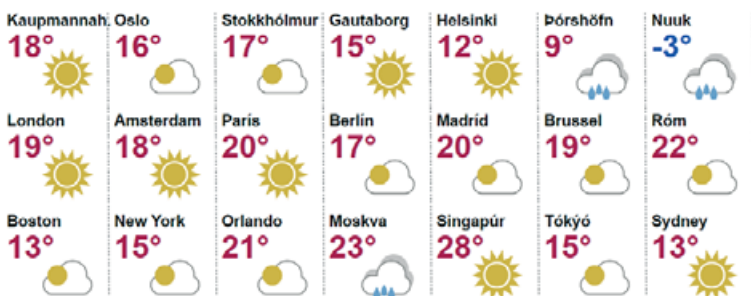 Kaupmannah. Oslo Stokkhólmur Gautaborg Helsinki Þórshöfn Nuuk
18° 16° 17° 15° 12° 9° -3°
London Amsterdam París Berlín Madríd Brussel Róm
19° 18° 20° 17° 20° 19° 22°
Boston New York Orlando Moskva Singapúr Tókýó Sydney
13° 15° 21° 23° 28° 15° 13°